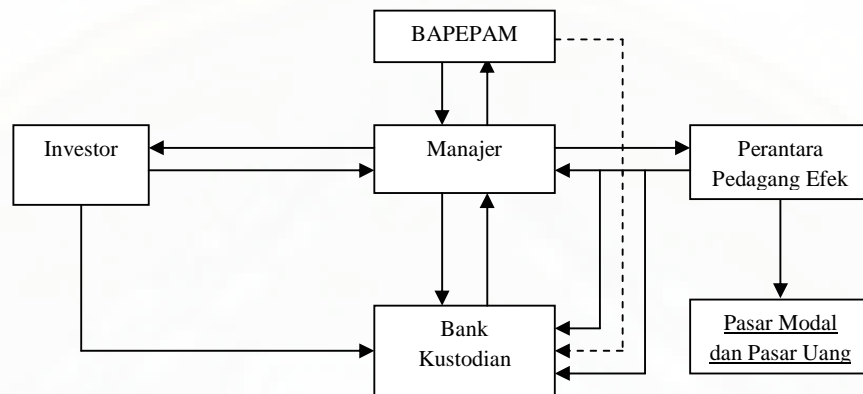 BAPEPAM
Investor
Manajer
Perantara
Pedagang Efek
Bank
Kustodian
Pasar Modal
dan Pasar Uang